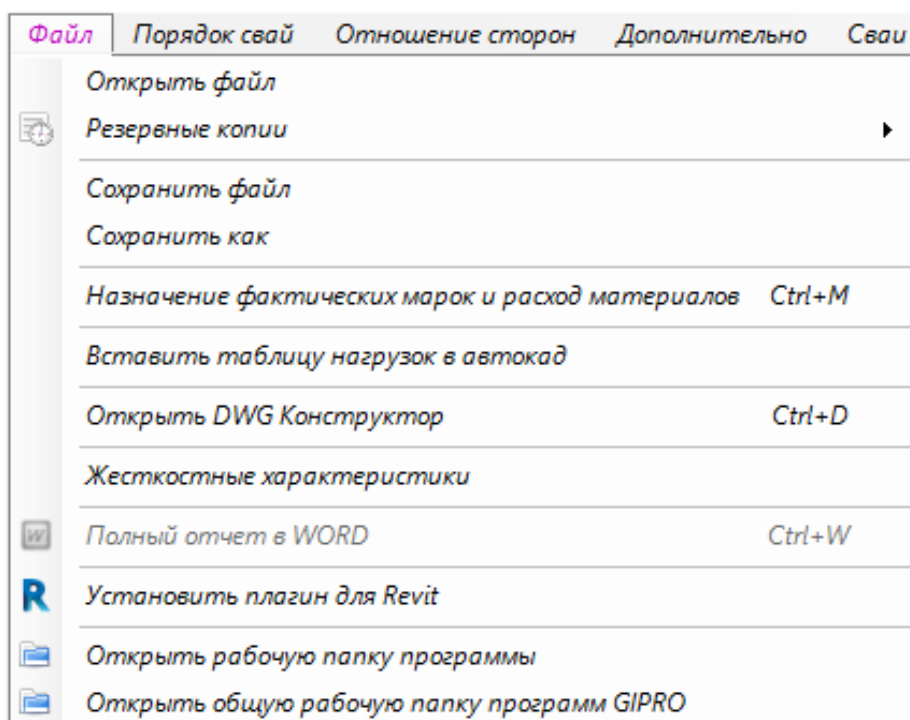 Файл Порядок свай Отношение сторон Дополнительно Сваи
Открыть файл
Резервные копии
Сохранить файл
Сохранить как
Назначение фактических марок и расход материалов Ctrl+M
Вставить таблицу нагрузок в автокад
Открыть DWG Конструктор Ctrl+D
Жесткостные характеристики
Полный отчет в WORD Ctrl+W
Установить плагин для Revit
Открыть рабочую папку программы
Открыть общую рабочую папку программ GIPRO